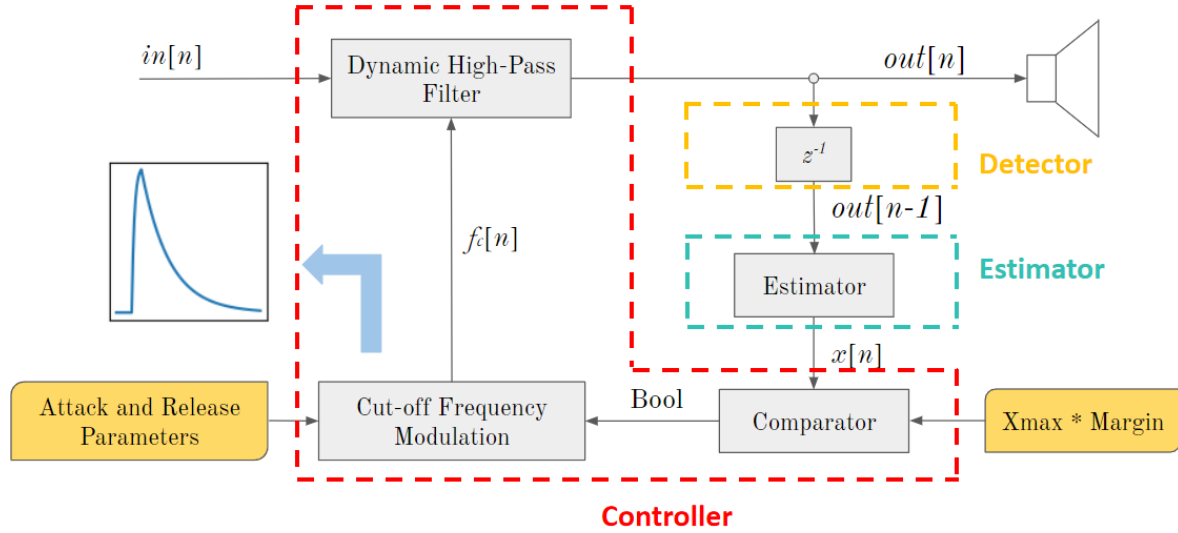 in[n]
Dynamic High-Pass
Filter
out[n]
z-1
Detector
out[n-1]
fc[n]
Estimator
Estimator
x[n]
Attack and Release
Parameters
Cut-off Frequency
Modulation
Bool
Comparator
Xmax * Margin
Controller